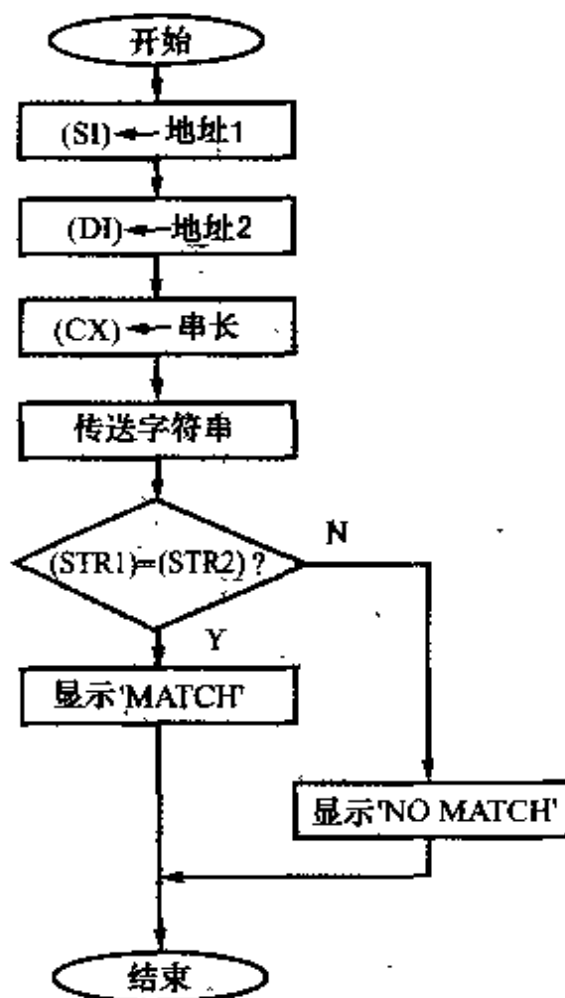 开始
(SI)← 地址1
(DI)←地址2
(CX)← 串长
传送字符串
(STR1)=(STR2)?
N
Y
显示'MATCH'
显示'NO MATCH'
结束